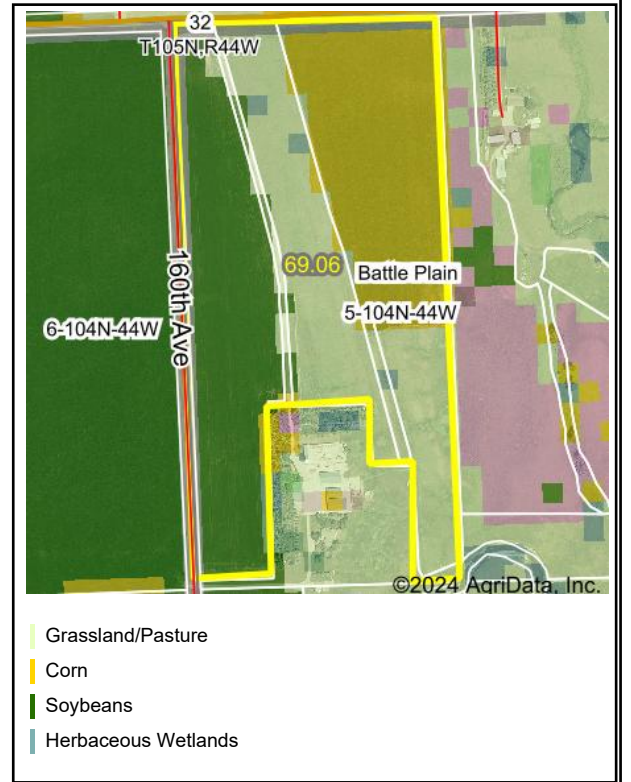 32
T105N,R44W
160th Ave
69.06
Battle Plain
5-104N-44W
6-104N-44W
©2024 AgriData, Inc.
Grassland/Pasture
Corn
Soybeans
Herbaceous Wetlands